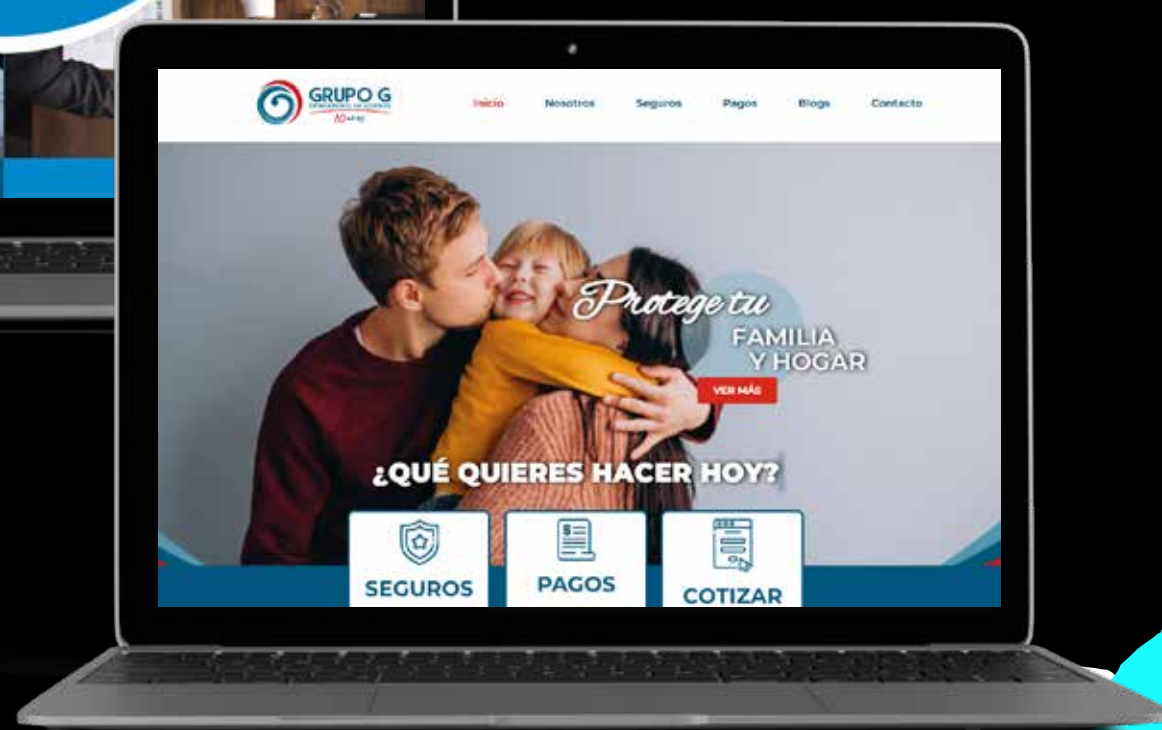 GRUPO G
Inicio
Nosotros
Seguros
Pagos
Blogs
Contacto
Protege tu
FAMILIA
Y HOGAR
VER MÁS
¿QUÉ QUIERES HACER HOY?
SEGUROS
PAGOS
COTIZAR